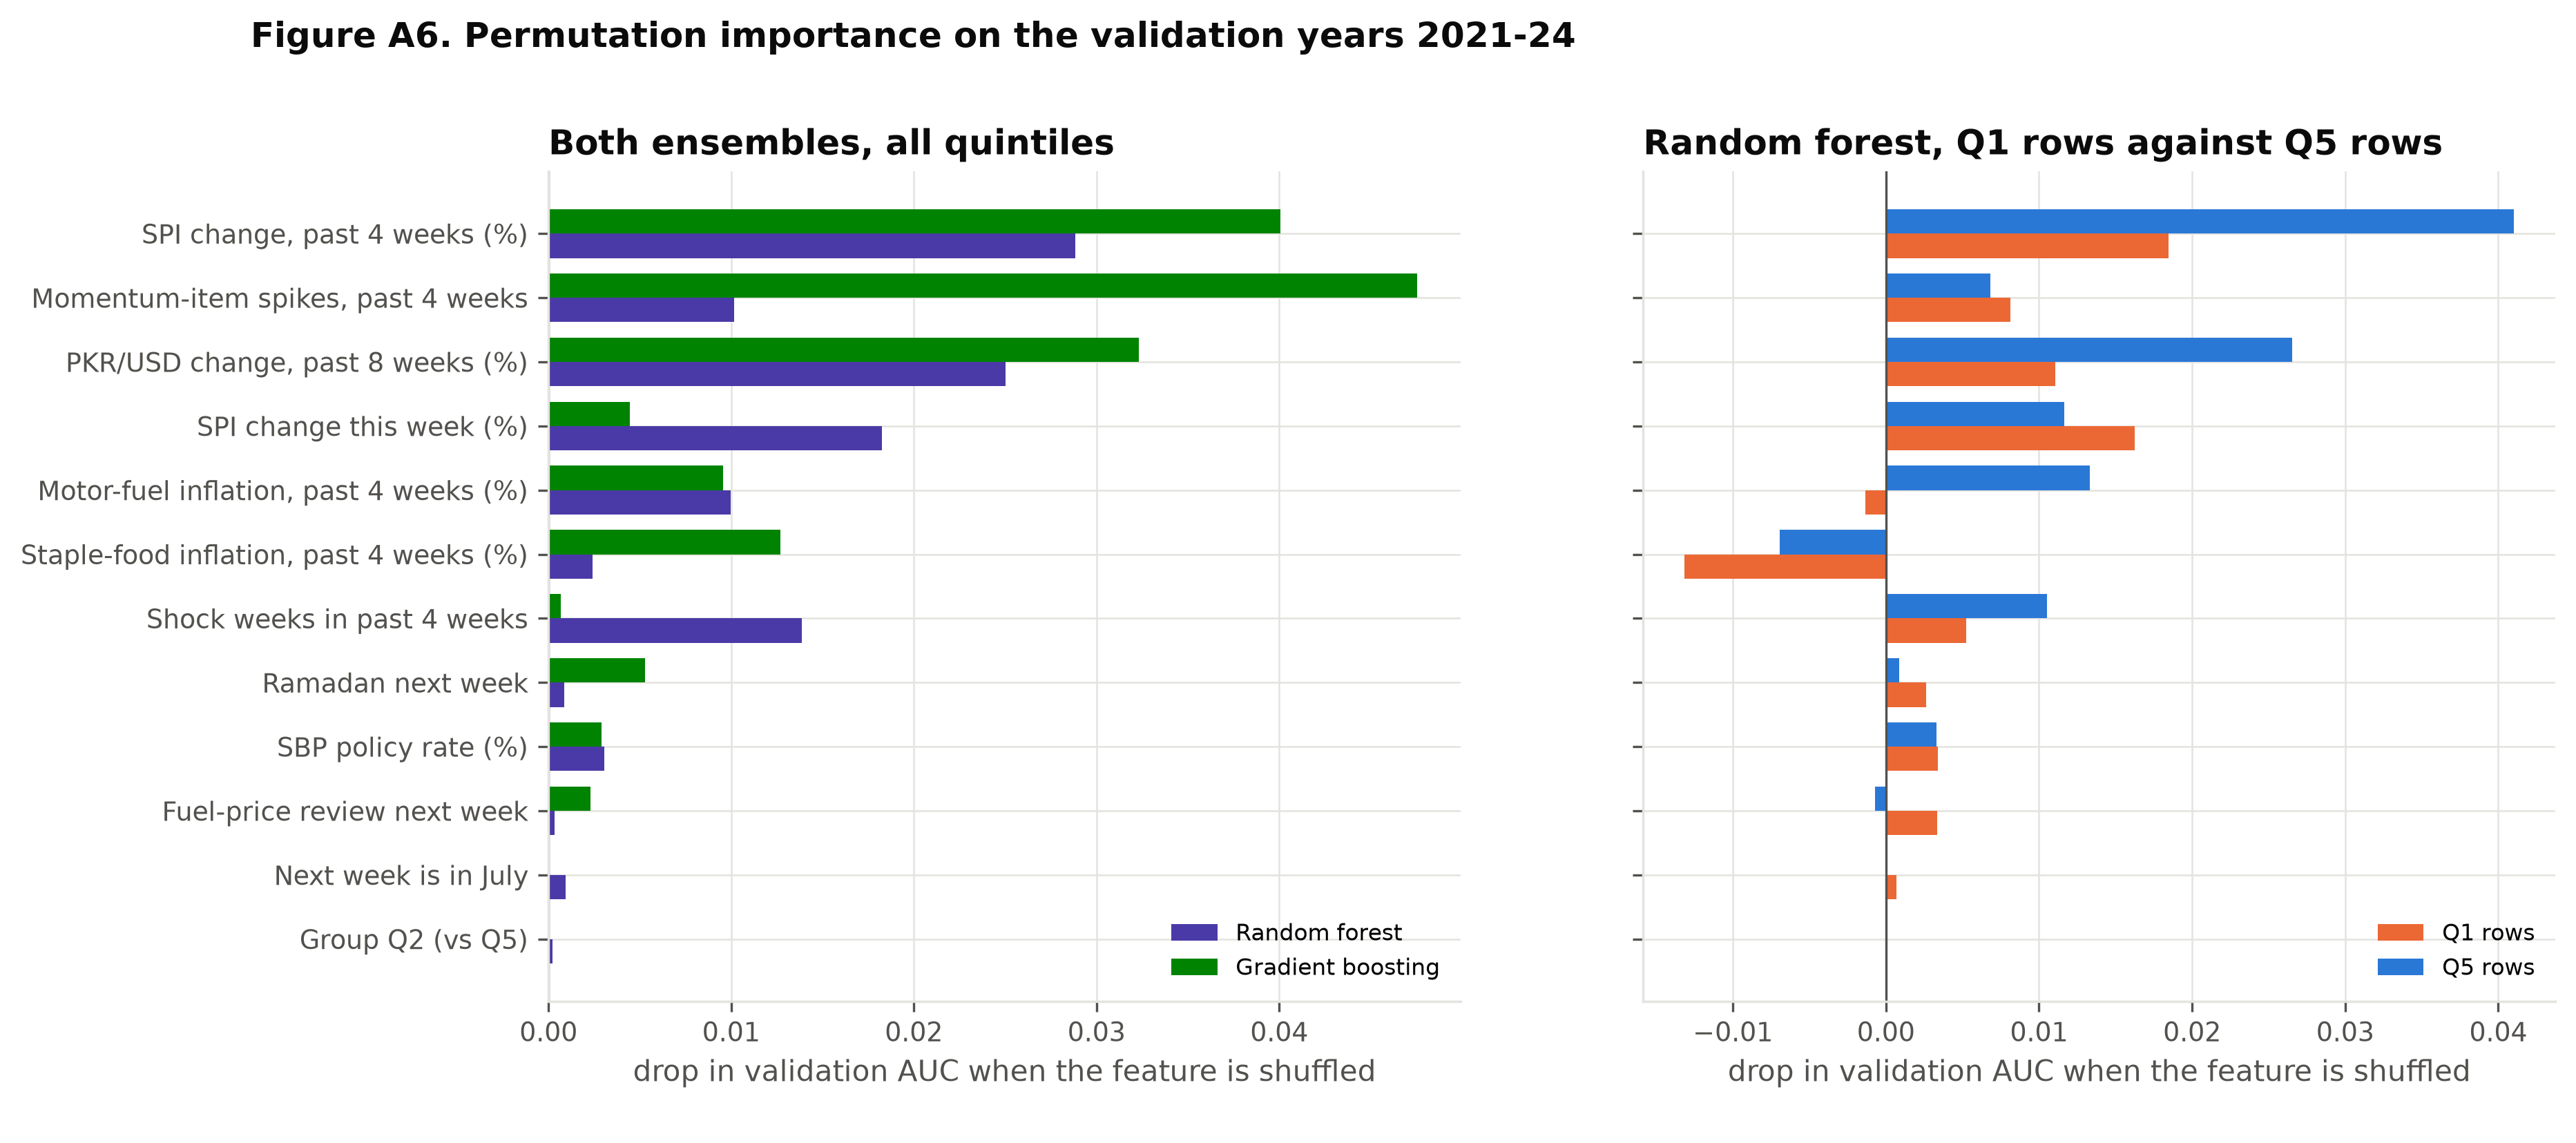 Figure A6. Permutation importance on the validation years 2021-24
Both ensembles, all quintiles
SPI change, past 4 weeks (%)
Momentum-item spikes, past 4 weeks
PKR/USD change, past 8 weeks (%)
SPI change this week (%)
Motor-fuel inflation, past 4 weeks (%)
Staple-food inflation, past 4 weeks (%)
Shock weeks in past 4 weeks
Ramadan next week
SBP policy rate (%)
Fuel-price review next week
Next week is in July
Group Q2 (vs Q5)
Random forest
Gradient boosting
0.00 0.01 0.02 0.03 0.04
drop in validation AUC when the feature is shuffled
Random forest, Q1 rows against Q5 rows
Q1 rows
Q5 rows
−0.01 0.00 0.01 0.02 0.03 0.04
drop in validation AUC when the feature is shuffled